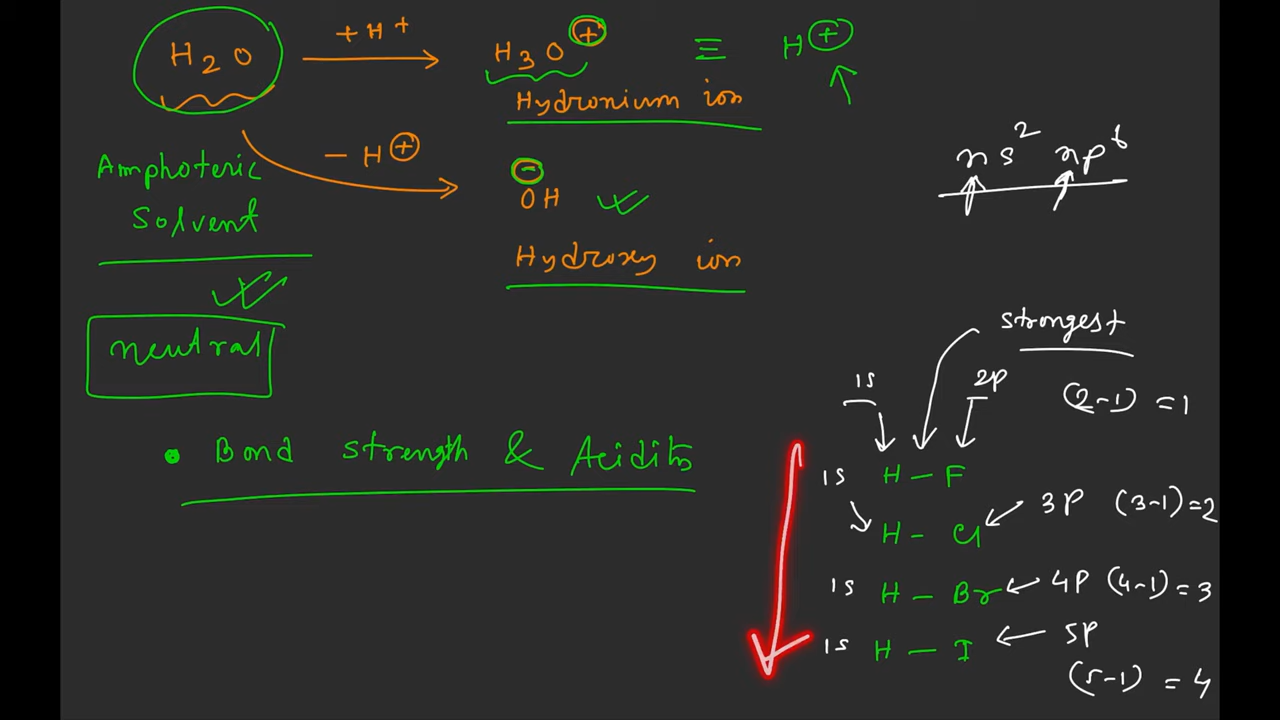 H2O +H+ H3O+ ≡ H+
Hydronium ion
-H+
ns2 np6
Amphoteric
Solvent
- OH
Hydroxy ion
neutral
strongest
1s 2p (2-1) = 1
• Bond strength & Acidity
1s H-F
H-Cl 3p (3-1)=2
1s H-Br 4p (4-1)=3
1s H-I 5p
(5-1) = 4